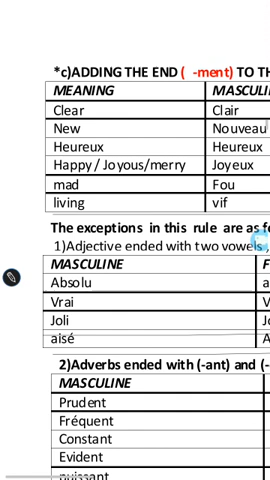 *c)ADDING THE END ( -ment) TO TH
MEANING MASCULI
Clear Clair
New Nouveau
Heureux Heureux
Happy / Joyous/merry Joyeux
mad Fou
living vif
The exceptions in this rule are as f
1)Adjective ended with two vowels ,
MASCULINE F
Absolu a
Vrai V
Joli Jo
aisé A
2)Adverbs ended with (-ant) and (-
MASCULINE
Prudent
Fréquent
Constant
Evident
puissant